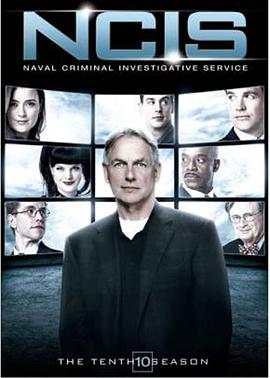 NCIS
NAVAL CRIMINAL INVESTIGATIVE SERVICE
THE TENTH 10 SEASON